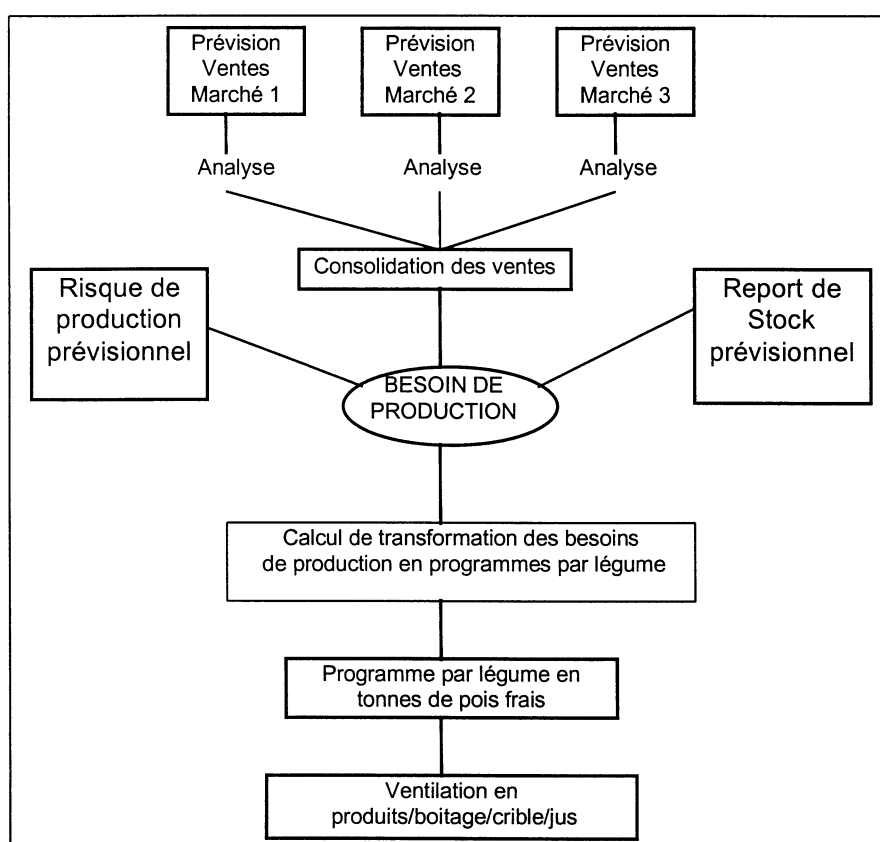 Prévision
Ventes
Marché 1
Prévision
Ventes
Marché 2
Prévision
Ventes
Marché 3
Analyse
Analyse
Analyse
Consolidation des ventes
Risque de
production
prévisionnel
Report de
Stock
prévisionnel
BESOIN DE
PRODUCTION
Calcul de transformation des besoins
de production en programmes par légume
Programme par légume en
tonnes de pois frais
Ventilation en
produits/boitage/crible/jus